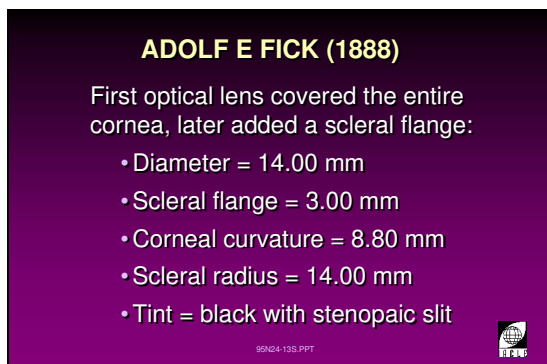 ADOLF E FICK (1888)
First optical lens covered the entire
cornea, later added a scleral flange:
• Diameter = 14.00 mm
• Scleral flange = 3.00 mm
• Corneal curvature = 8.80 mm
• Scleral radius = 14.00 mm
• Tint = black with stenopaic slit
95N24-13S.PPT